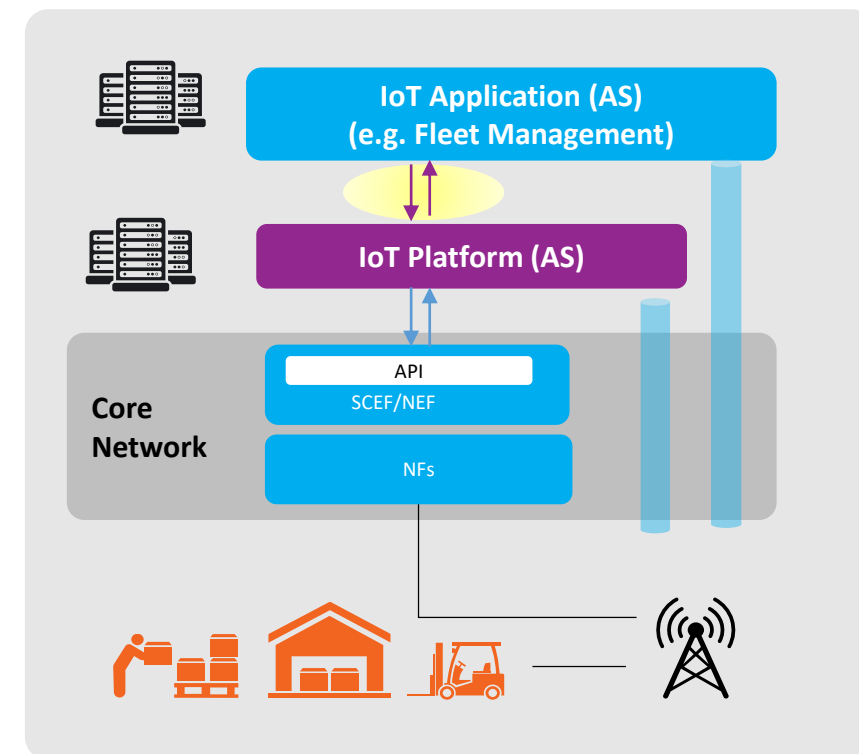 IoT Application (AS)
(e.g. Fleet Management)
IoT Platform (AS)
API
SCEF/NEF
Core
Network
NFs